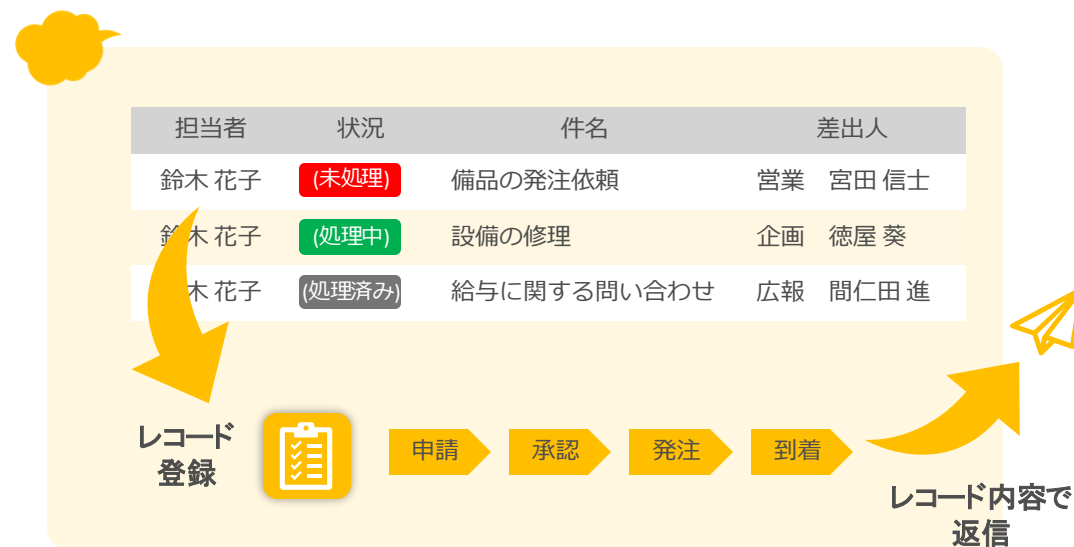 担当者 状況 件名 差出人
鈴木 花子 (未処理) 備品の発注依頼 営業 宮田 信士
鈴木 花子 (処理中) 設備の修理 企画 徳屋 葵
木 花子 (処理済み) 給与に関する問い合わせ 広報 間仁田 進
レコード
登録
申請 承認 発注 到着
レコード内容で
返信